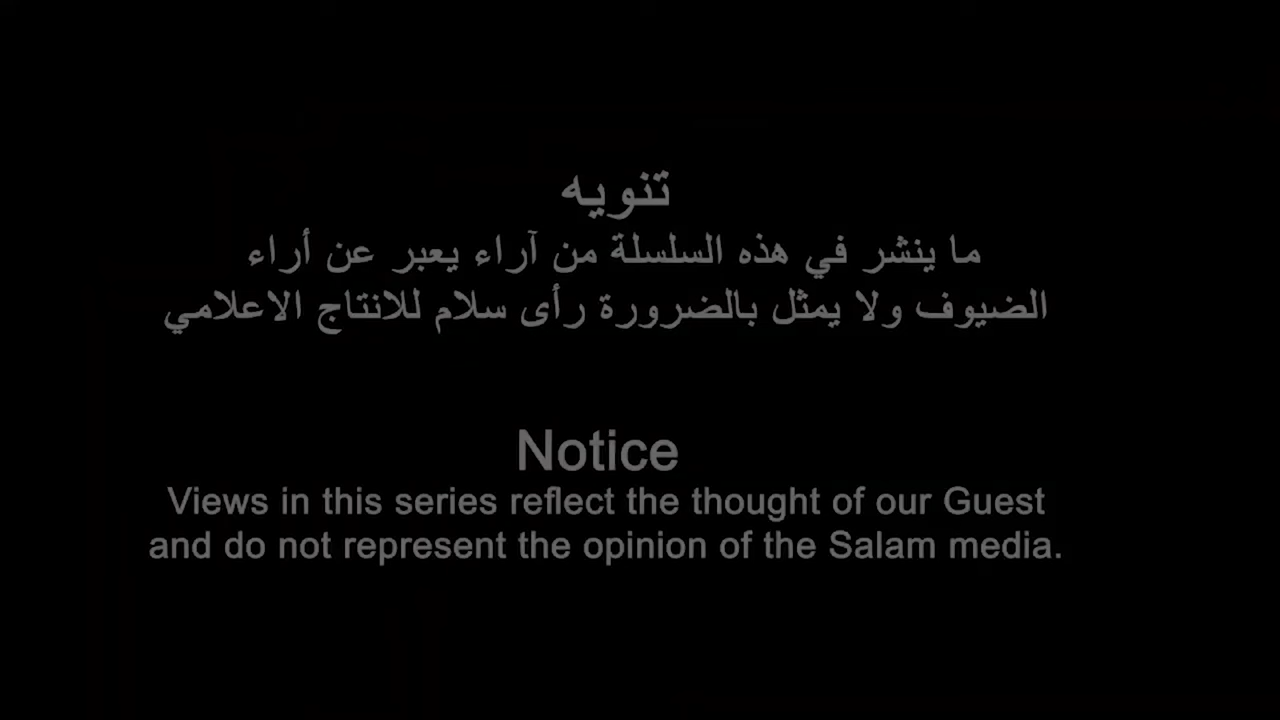 تنويه
ما ينشر في هذه السلسلة من آراء يعبر عن أراء
الضيوف ولا يمثل بالضرورة رأى سلام للانتاج الاعلامي
Notice
Views in this series reflect the thought of our Guest
and do not represent the opinion of the Salam media.